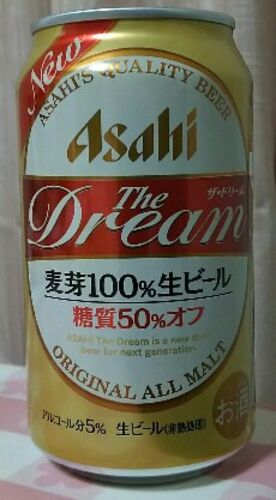 New
ASAHI'S QUALITY BEER
Asahi
ザ・ドリーム
The
Dream
麦芽100%生ビール
糖質50%オフ
ASAHI The Dream is a new dual
beer for next generation.
ORIGINAL ALL MALT
お酒
アルコール分5% 生ビール(非熱処理)